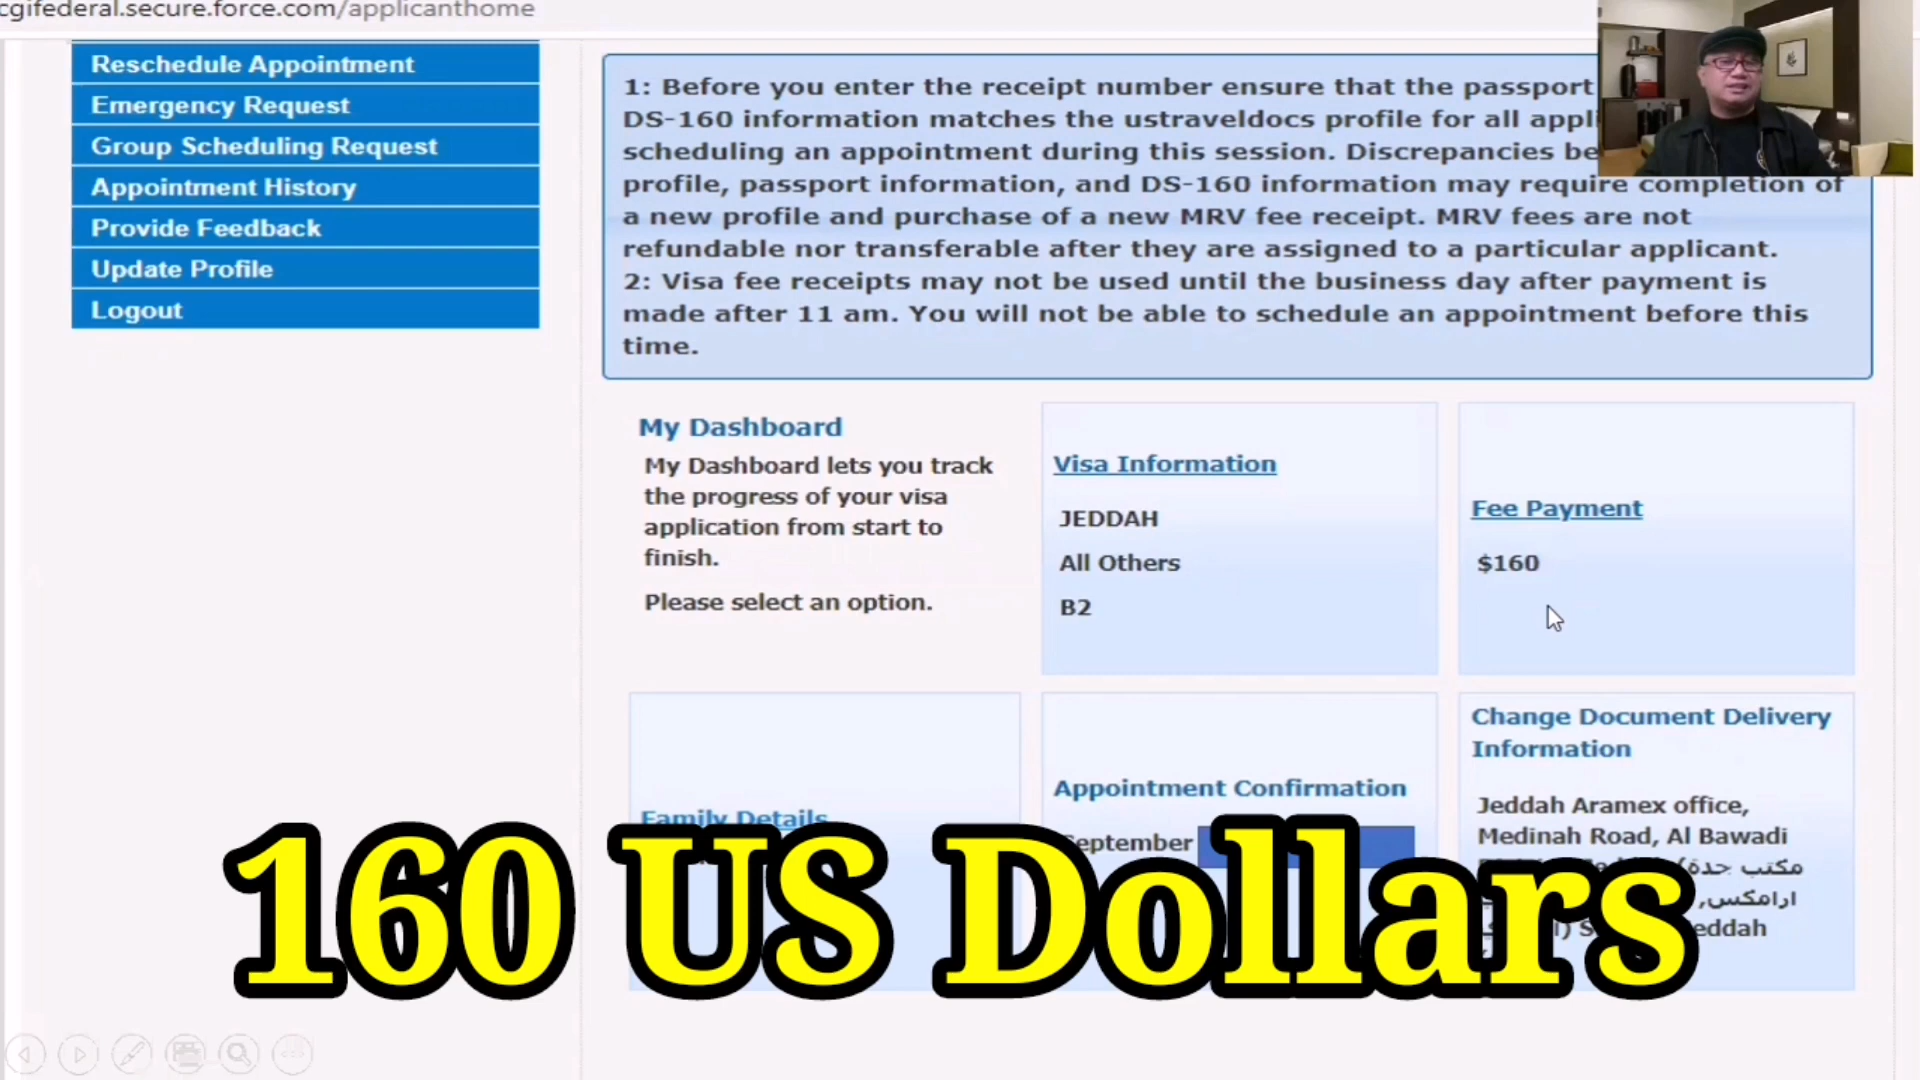 cgifederal.secure.force.com/applicanthome
Reschedule Appointment
Emergency Request
Group Scheduling Request
Appointment History
Provide Feedback
Update Profile
Logout
1: Before you enter the receipt number ensure that the passport
DS-160 information matches the ustraveldocs profile for all
scheduling an appointment during this session. Discrepancies
profile, passport information, and DS-160 information may require completion of
a new profile and purchase of a new MRV fee receipt. MRV fees are not
refundable nor transferable after they are assigned to a particular applicant.
2: Visa fee receipts may not be used until the business day after payment is
made after 11 am. You will not be able to schedule an appointment before this
time.
My Dashboard
My Dashboard lets you track
the progress of your visa
application from start to
finish.
Please select an option.
Visa Information
JEDDAH
All Others
B2
Fee Payment
$160
Family Details
Appointment Confirmation
September
Change Document Delivery
Information
Jeddah Aramex office,
Medinah Road, Al Bawadi
مكتب جدة
ارامكس,
160 US Dollars